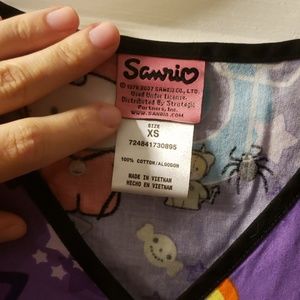 Sanrio
© 1976, 2007 SANRIO CO., LTD.
Used Under License.
Distributed By Strategic
Partners, Inc.
WWW.SANRIO.COM
SIZE
XS
724841730895
100% COTTON/ALGODON
MADE IN VIETNAM
HECHO EN VIETNAM